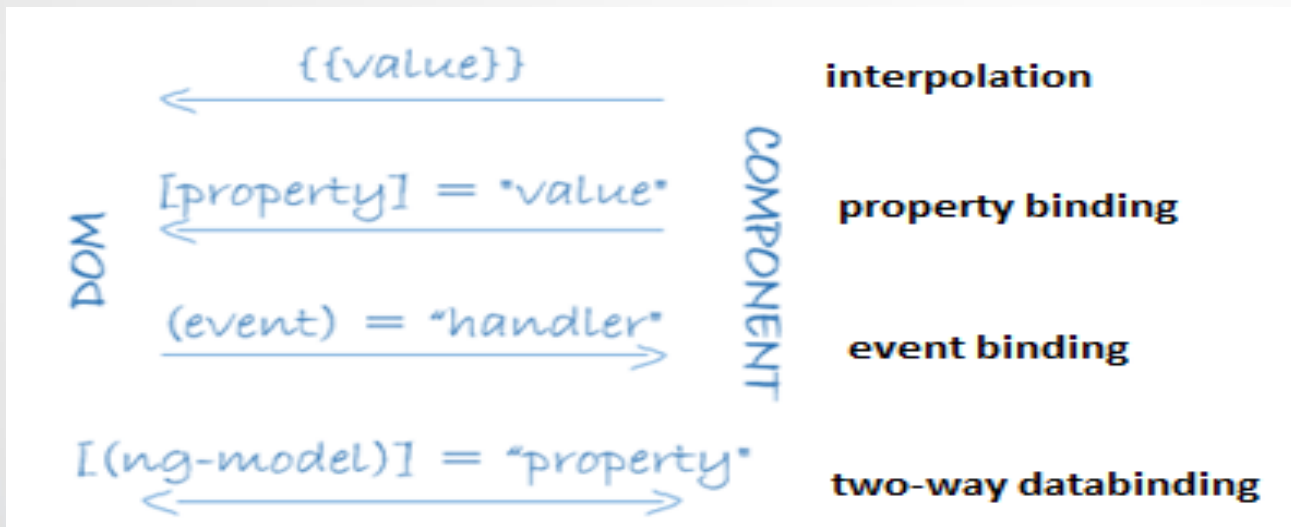 {{value}}
interpolation
[property] = "value"
property binding
DOM
COMPONENT
(event) = "handler"
event binding
[(ng-model)] = "property"
two-way databinding